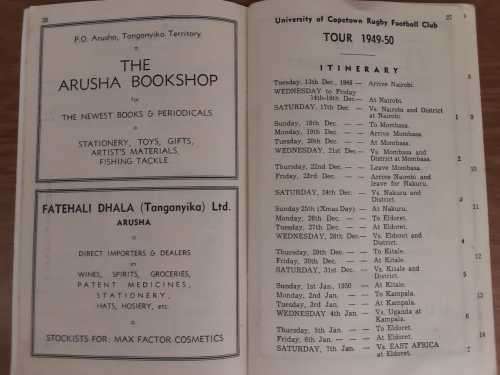 26
P.O. Arusha, Tanganyika Territory.
THE
ARUSHA BOOKSHOP
for
THE NEWEST BOOKS & PERIODICALS.
STATIONERY, TOYS, GIFTS,
ARTIST'S MATERIALS,
FISHING TACKLE.
FATEHALI DHALA (Tanganyika) Ltd.
ARUSHA
DIRECT IMPORTERS & DEALERS
in
WINES, SPIRITS, GROCERIES,
PATENT MEDICINES,
STATIONERY,
HATS, HOSIERY, etc.
STOCKISTS FOR: MAX FACTOR COSMETICS
27
University of Capetown Rugby Football Club
TOUR 1949-50
ITINERARY
Tuesday, 13th Dec., 1949 — Arrive Nairobi.
WEDNESDAY to Friday
14th-16th Dec.— At Nairobi.
SATURDAY, 17th Dec.— Vs. Nairobi and District
at Nairobi.
Sunday, 18th Dec. — — To Mombasa.
Monday, 19th Dec. — — Arrive Mombasa.
Tuesday, 20th Dec. — — At Mombasa.
WEDNESDAY, 21st Dec.— Vs. Mombasa and
District at Mombasa.
Thursday, 22nd Dec.— — Leave Mombasa.
Friday, 23rd Dec. — — Arrive Nairobi and
leave for Nakuru.
SATURDAY, 24th Dec. — Vs. Nakuru and
District.
Sunday 25th (Xmas Day) — At Nakuru.
Monday, 26th Dec. — — To Eldoret.
Tuesday, 27th Dec. — — At Eldoret.
WEDNESDAY, 28th Dec.— Vs. Eldoret and
District.
Thursday, 29th Dec. — — To Kitale.
Friday, 30th Dec. — — At Kitale.
SATURDAY, 31st Dec. — Vs. Kitale and
District.
Sunday, 1st Jan., 1950 — At Kitale.
Monday, 2nd Jan. — — To Kampala.
Tuesday, 3rd Jan. — — At Kampala.
WEDNESDAY 4th Jan. — Vs. Uganda at
Kampala.
Thursday, 5th Jan. — — To Eldoret.
Friday, 6th Jan. — — — At Eldoret.
SATURDAY, 7th Jan. — Vs EAST AFRICA
at Eldoret.